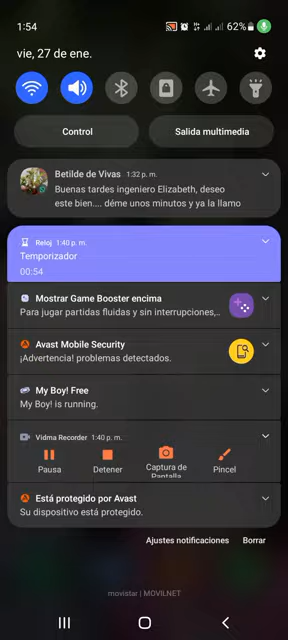 1:54
62%
vie, 27 de ene.
Control
Salida multimedia
Betilde de Vivas 1:32 p. m.
Buenas tardes ingeniero Elizabeth, deseo
este bien.... déme unos minutos y ya la llamo
Reloj 1:40 p. m.
Temporizador
00:54
Mostrar Game Booster encima
Para jugar partidas fluidas y sin interrupciones,..
Avast Mobile Security
¡Advertencia! problemas detectados.
My Boy! Free
My Boy! is running.
Vidma Recorder 1:40 p. m.
Pausa
Detener
Captura de
Pantalla
Pincel
Está protegido por Avast
Su dispositivo está protegido.
Ajustes notificaciones
Borrar
movistar | MOVILNET